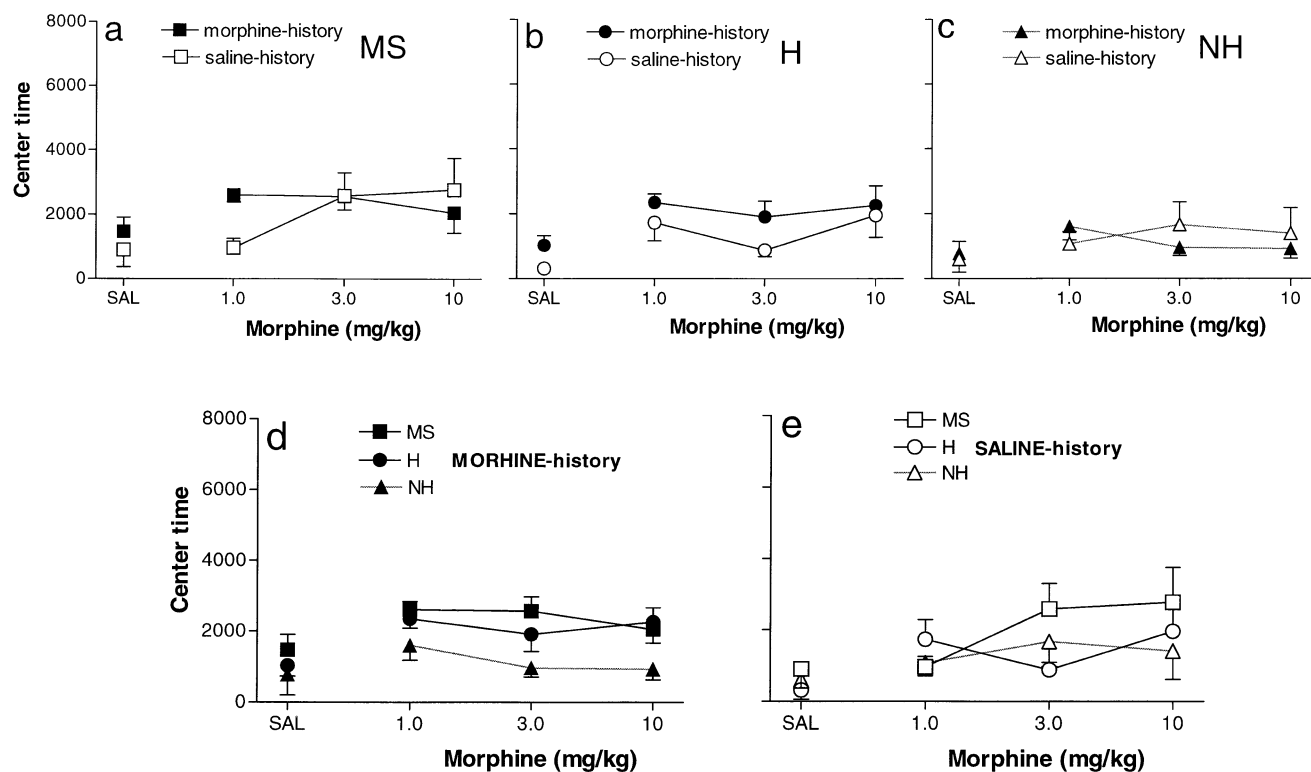 a
morphine-history
saline-history
MS
8000
6000
4000
2000
0
Center time
SAL
1.0
3.0
10
Morphine (mg/kg)
b
morphine-history
saline-history
H
SAL
1.0
3.0
10
Morphine (mg/kg)
c
morphine-history
saline-history
NH
SAL
1.0
3.0
10
Morphine (mg/kg)
d
MS
H
NH
MORHINE-history
8000
6000
4000
2000
0
Center time
SAL
1.0
3.0
10
Morphine (mg/kg)
e
MS
H
NH
SALINE-history
SAL
1.0
3.0
10
Morphine (mg/kg)